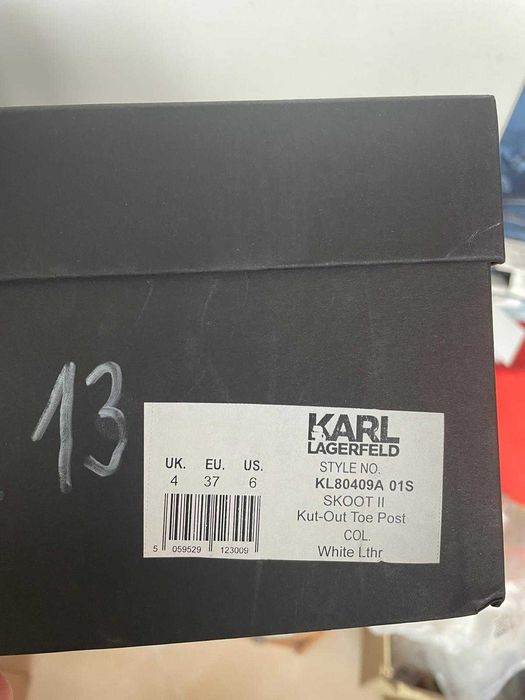 13
KARL
LAGERFELD
UK. EU. US.
4 37 6
STYLE NO.
KL80409A 01S
SKOOT II
Kut-Out Toe Post
COL.
White Lthr
5 059529 123009